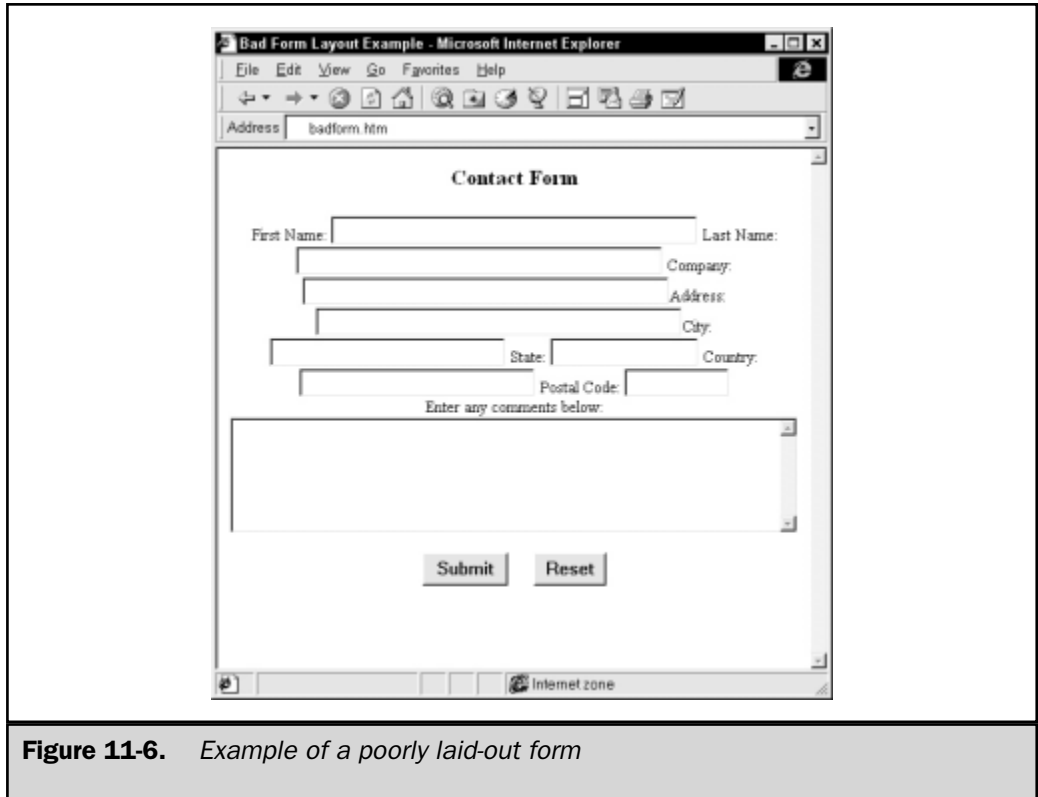 Bad Form Layout Example - Microsoft Internet Explorer
File Edit View Go Favorites Help
Address badform.htm
Contact Form
First Name: Last Name:
Company:
Address:
City:
State: Country:
Postal Code:
Enter any comments below:
Submit Reset
Internet zone
Figure 11-6. Example of a poorly laid-out form